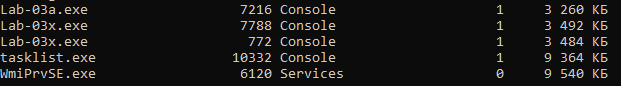 Lab-03a.exe 7216 Console 1 3 260 КБ
Lab-03x.exe 7788 Console 1 3 492 КБ
Lab-03x.exe 772 Console 1 3 484 КБ
tasklist.exe 10332 Console 1 9 364 КБ
WmiPrvSE.exe 6120 Services 0 9 540 КБ